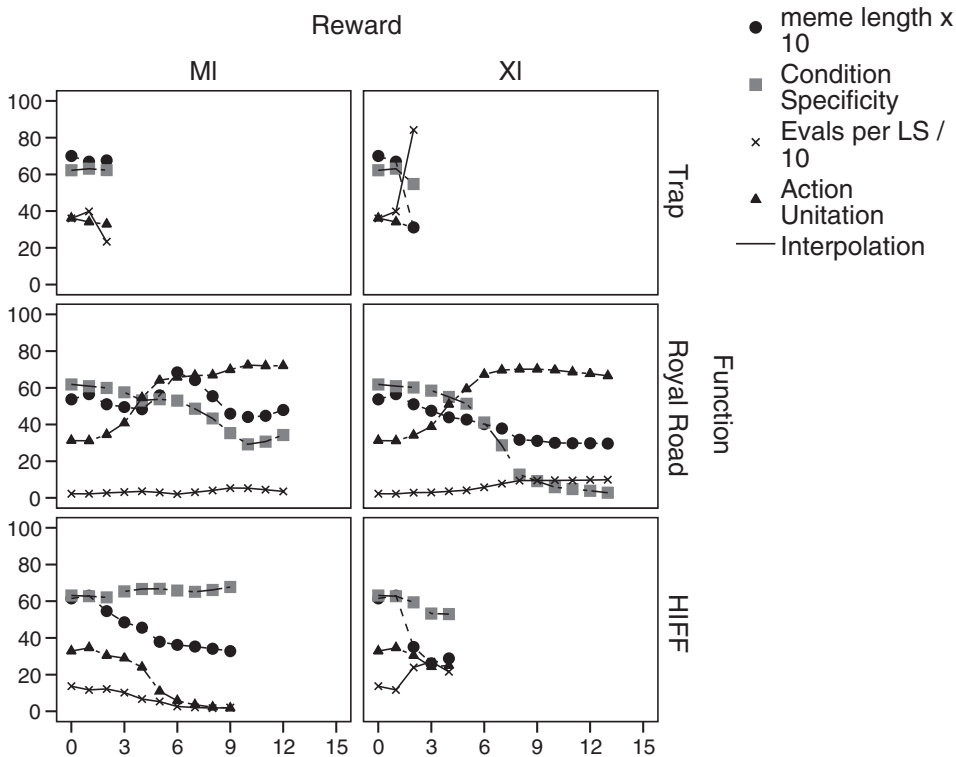 Reward
MI
XI
meme length x
10
Condition
Specificity
Evals per LS /
10
Action
Unitation
Interpolation
100
80
60
40
20
0
Trap
100
80
60
40
20
0
Royal Road
Function
100
80
60
40
20
0
HIFF
0 3 6 9 12 15
0 3 6 9 12 15